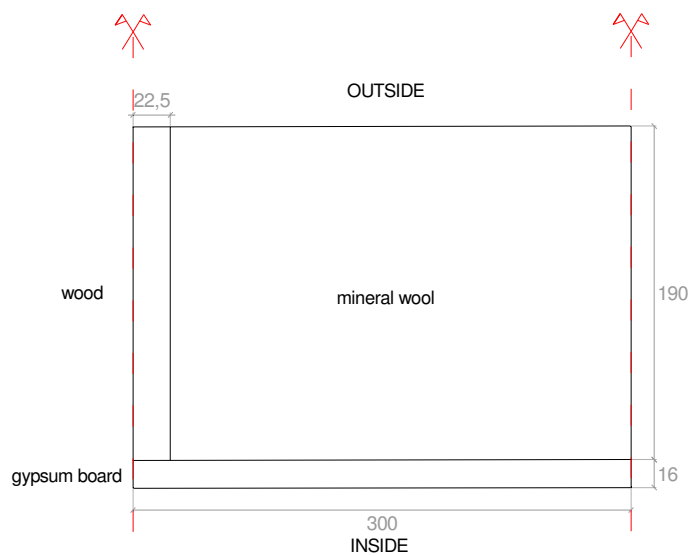 22,5
OUTSIDE
wood
mineral wool
190
gypsum board
16
300
INSIDE